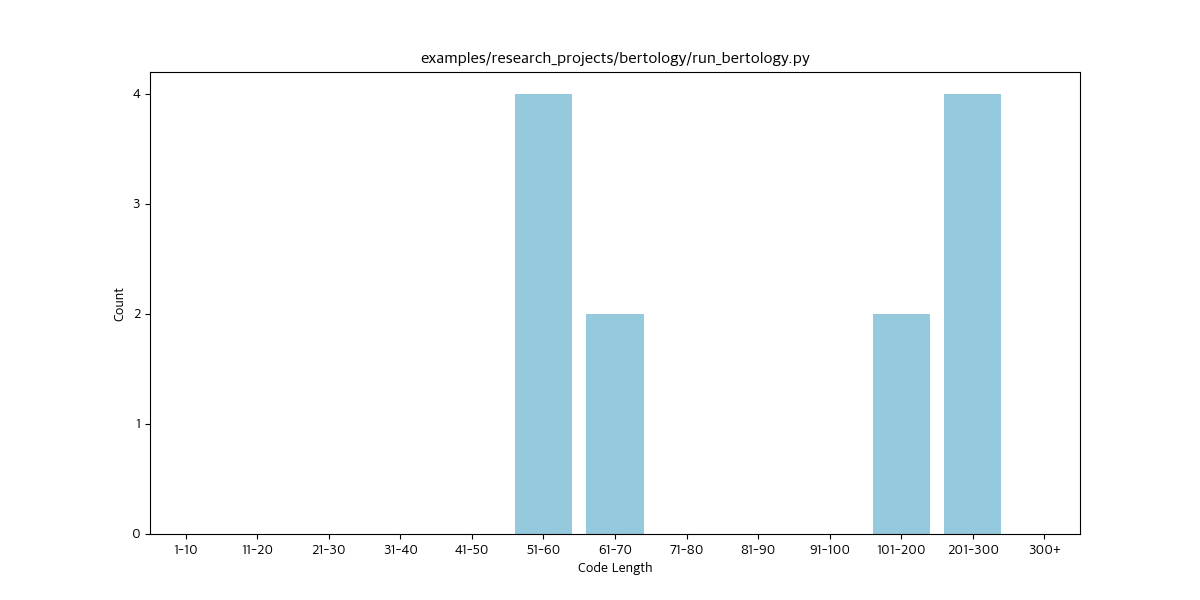 examples/research_projects/bertology/run_bertology.py
4
3
2
1
0
Count
1-10 11-20 21-30 31-40 41-50 51-60 61-70 71-80 81-90 91-100 101-200 201-300 300+
Code Length